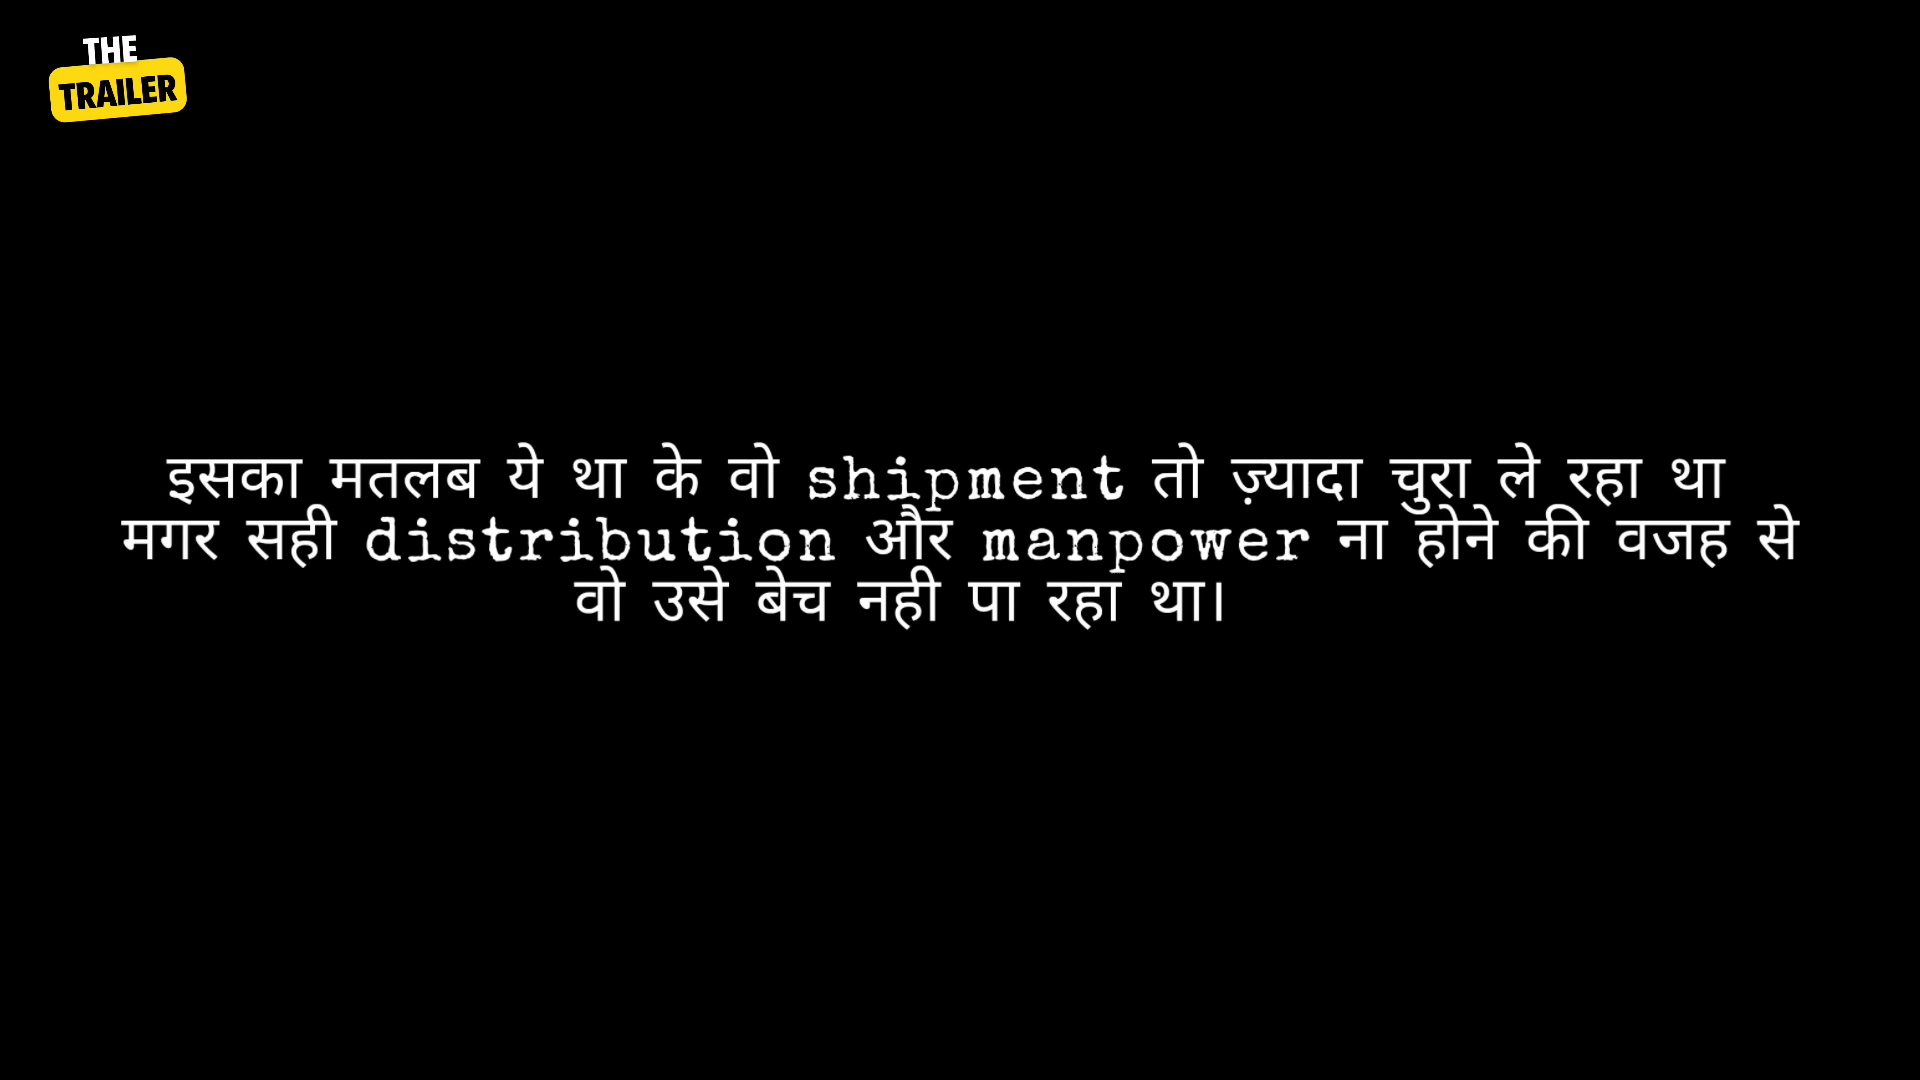 THE
TRAILER
इसका मतलब ये था के वो shipment तो ज़्यादा चुरा ले रहा था
मगर सही distribution और manpower ना होने की वजह से
वो उसे बेच नही पा रहा था।